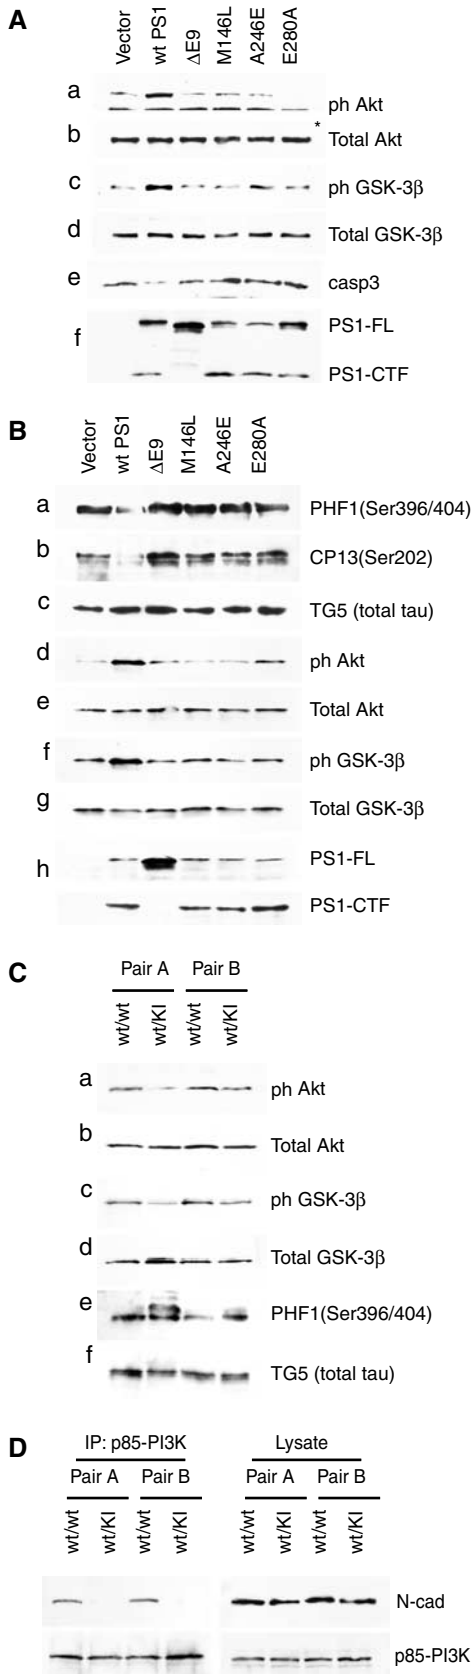 A
Vector wt PS1 ΔE9 M146L A246E E280A
a ph Akt
*
b Total Akt
c ph GSK-3β
d Total GSK-3β
e casp3
f PS1-FL
PS1-CTF
B
Vector wt PS1 ΔE9 M146L A246E E280A
a PHF1(Ser396/404)
b CP13(Ser202)
c TG5 (total tau)
d ph Akt
e Total Akt
f ph GSK-3β
g Total GSK-3β
h PS1-FL
PS1-CTF
C
Pair A Pair B
wt/wt wt/KI wt/wt wt/KI
a ph Akt
b Total Akt
c ph GSK-3β
d Total GSK-3β
e PHF1(Ser396/404)
f TG5 (total tau)
D
IP: p85-PI3K Lysate
Pair A Pair B Pair A Pair B
wt/wt wt/KI wt/wt wt/KI wt/wt wt/KI wt/wt wt/KI
N-cad
p85-PI3K